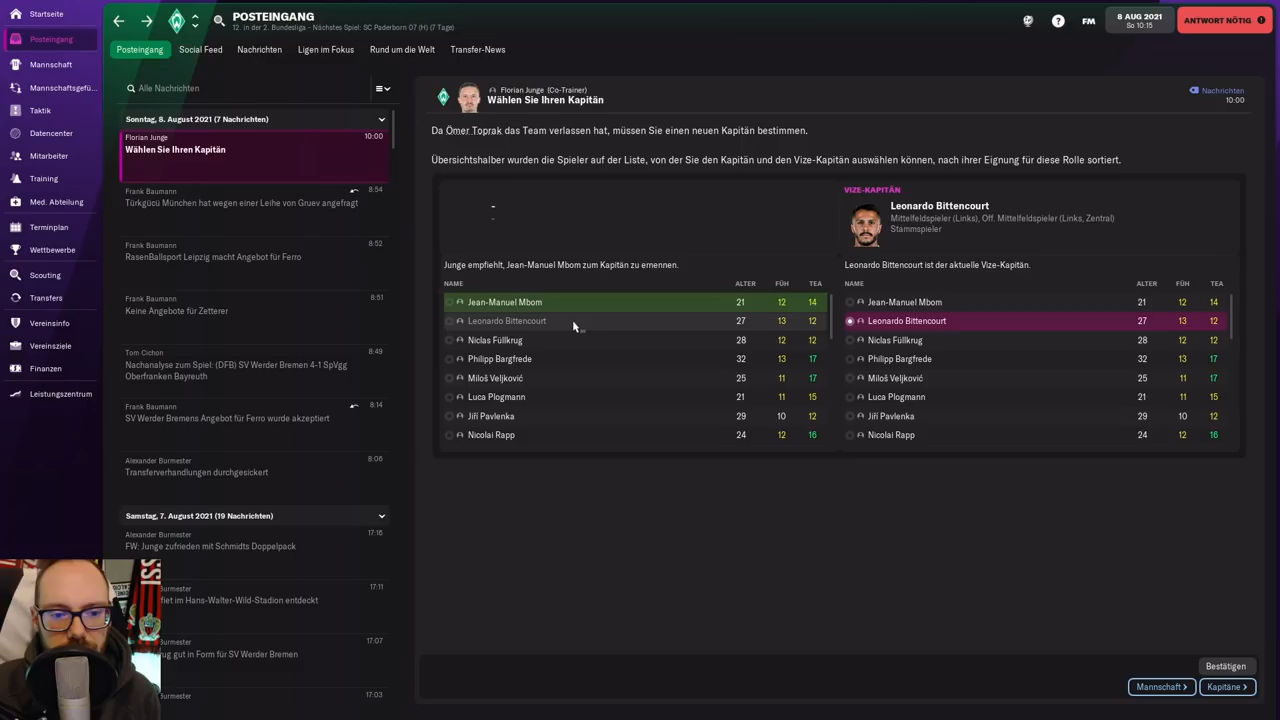 POSTEINGANG
12. in der 2. Bundesliga - Nächstes Spiel: SC Paderborn 07 (H) (7 Tage)
FM
8 AUG 2021
So 10:15
ANTWORT NÖTIG
Startseite
Posteingang
Mannschaft
Mannschaftsgefü...
Taktik
Datencenter
Mitarbeiter
Training
Med. Abteilung
Terminplan
Wettbewerbe
Scouting
Transfers
Vereinsinfo
Vereinsziele
Finanzen
Leistungszentrum
Posteingang
Social Feed
Nachrichten
Ligen im Fokus
Rund um die Welt
Transfer-News
Alle Nachrichten
Sonntag, 8. August 2021 (7 Nachrichten)
Florian Junge 10:00
Wählen Sie Ihren Kapitän
Frank Baumann 8:54
Türkgücü München hat wegen einer Leihe von Gruev angefragt
Frank Baumann 8:52
RasenBallsport Leipzig macht Angebot für Ferro
Frank Baumann 8:51
Keine Angebote für Zetterer
Tom Cichon 8:49
Nachanalyse zum Spiel: (DFB) SV Werder Bremen 4-1 SpVgg
Oberfranken Bayreuth
Frank Baumann 8:14
SV Werder Bremens Angebot für Ferro wurde akzeptiert
Alexander Burmester 8:06
Transferverhandlungen durchgesickert
Samstag, 7. August 2021 (19 Nachrichten)
Alexander Burmester 17:16
FW: Junge zufrieden mit Schmidts Doppelpack
Burmester 17:11
im Hans-Walter-Wild-Stadion entdeckt
Burmester 17:07
gut in Form für SV Werder Bremen
Burmester 17:03
Florian Junge (Co-Trainer)
Wählen Sie Ihren Kapitän
Nachrichten
10:00
Da Ömer Toprak das Team verlassen hat, müssen Sie einen neuen Kapitän bestimmen.
Übersichtshalber wurden die Spieler auf der Liste, von der Sie den Kapitän und den Vize-Kapitän auswählen können, nach ihrer Eignung für diese Rolle sortiert.
-
-
Junge empfiehlt, Jean-Manuel Mbom zum Kapitän zu ernennen.
NAME ALTER FÜH TEA
Jean-Manuel Mbom 21 12 14
Leonardo Bittencourt 27 13 12
Niclas Füllkrug 28 12 12
Philipp Bargfrede 32 13 17
Miloš Veljković 25 11 17
Luca Plogmann 21 11 15
Jiří Pavlenka 29 10 12
Nicolai Rapp 24 12 16
VIZE-KAPITÄN
Leonardo Bittencourt
Mittelfeldspieler (Links), Off. Mittelfeldspieler (Links, Zentral)
Stammspieler
Leonardo Bittencourt ist der aktuelle Vize-Kapitän.
NAME ALTER FÜH TEA
Jean-Manuel Mbom 21 12 14
Leonardo Bittencourt 27 13 12
Niclas Füllkrug 28 12 12
Philipp Bargfrede 32 13 17
Miloš Veljković 25 11 17
Luca Plogmann 21 11 15
Jiří Pavlenka 29 10 12
Nicolai Rapp 24 12 16
Bestätigen
Mannschaft
Kapitäne